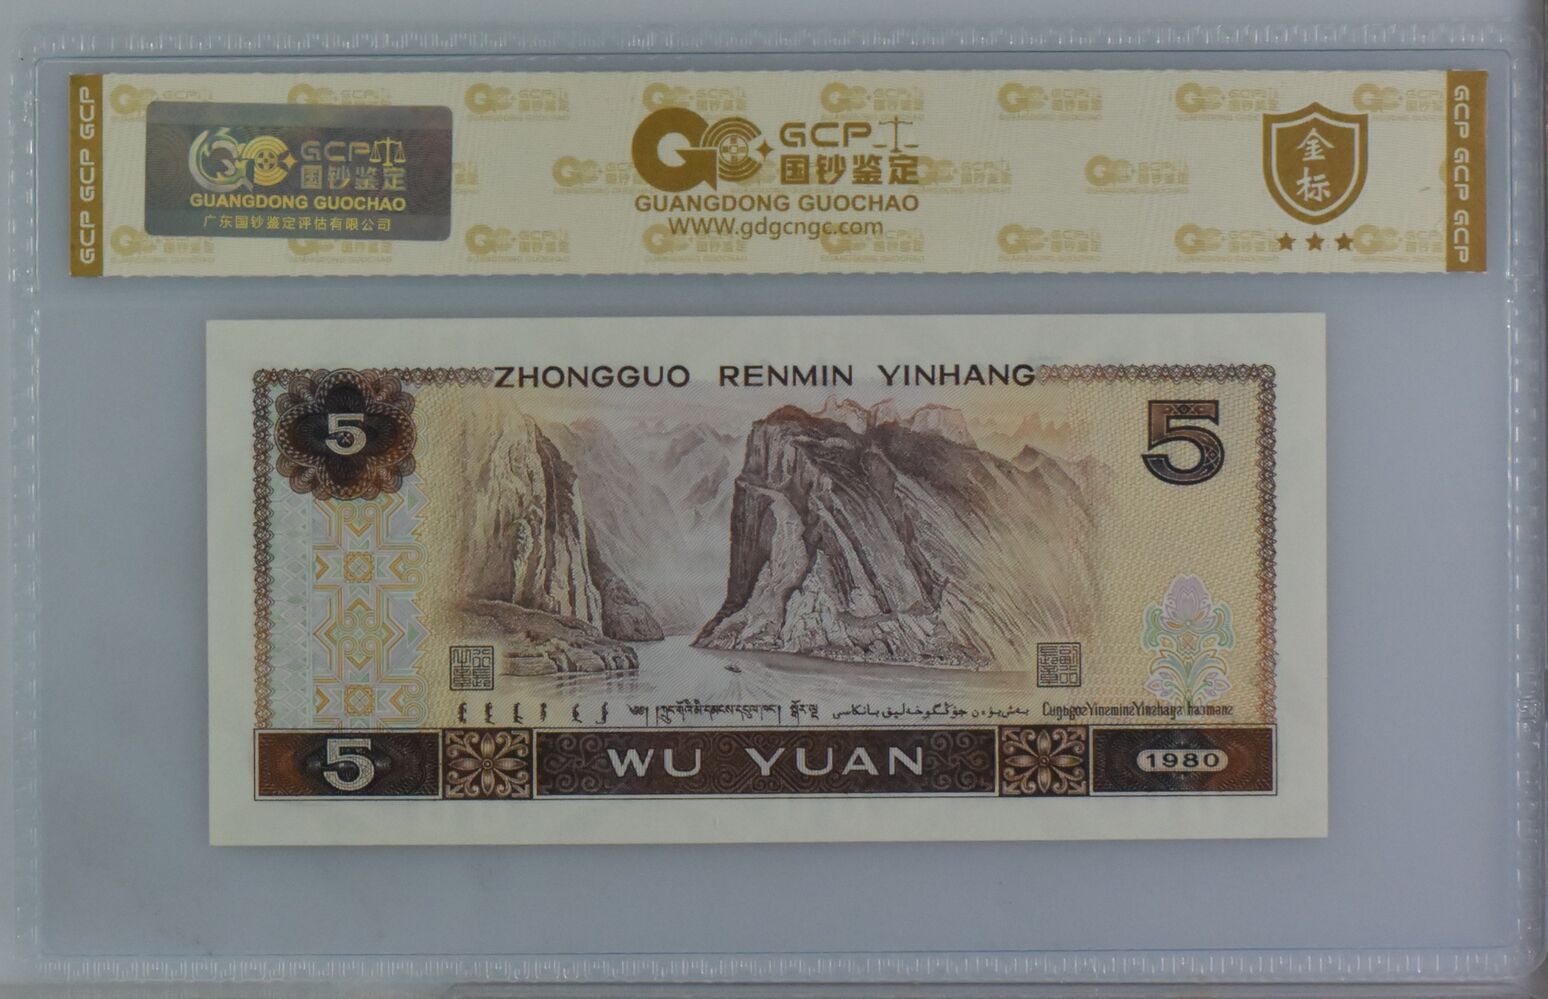 GCP GCP GCP
GCP 国钞鉴定
GUANGDONG GUOCHAO
广东国钞鉴定评估有限公司
GCP
国钞鉴定
GUANGDONG GUOCHAO
WWW.gdgcngc.com
金标
GCP GCP GCP
ZHONGGUO RENMIN YINHANG
5
5
WU YUAN
5
1980